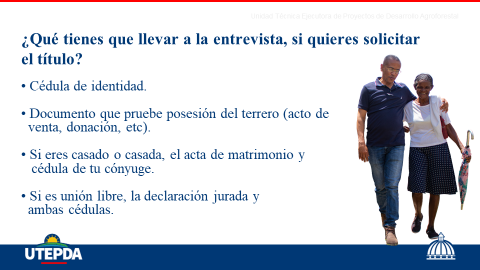 Unidad Técnica Ejecutora de Proyectos de Desarrollo Agroforestal
¿Qué tienes que llevar a la entrevista, si quieres solicitar
el título?
• Cédula de identidad.
• Documento que pruebe posesión del terrero (acto de
venta, donación, etc).
• Si eres casado o casada, el acta de matrimonio y
cédula de tu cónyuge.
• Si es unión libre, la declaración jurada y
ambas cédulas.
UTEPDA